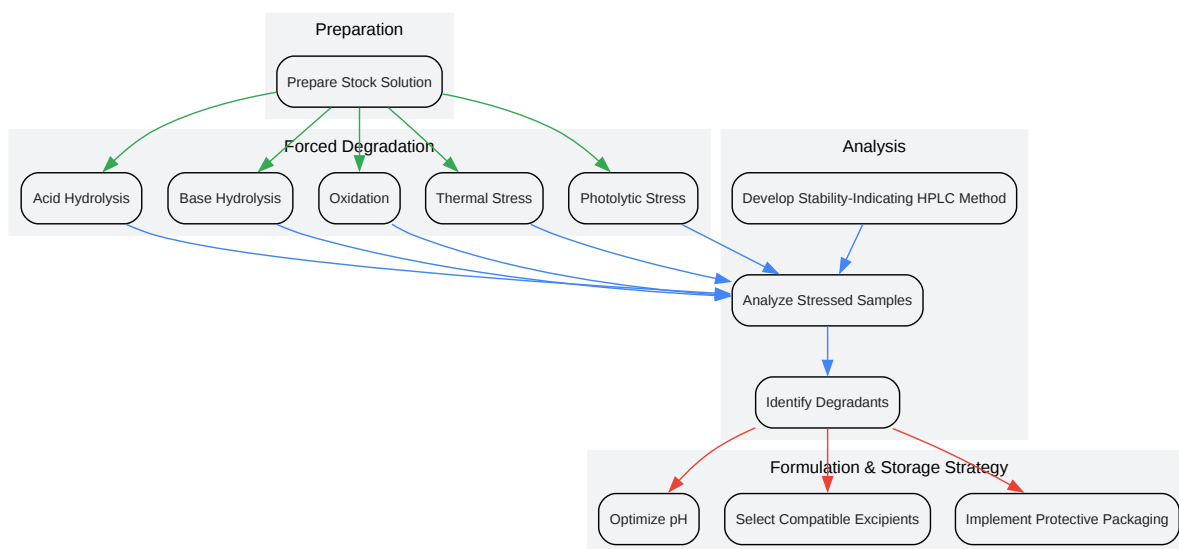 Preparation
Prepare Stock Solution
Forced Degradation
Analysis
Acid Hydrolysis
Base Hydrolysis
Oxidation
Thermal Stress
Photolytic Stress
Develop Stability-Indicating HPLC Method
Analyze Stressed Samples
Identify Degradants
Formulation & Storage Strategy
Optimize pH
Select Compatible Excipients
Implement Protective Packaging